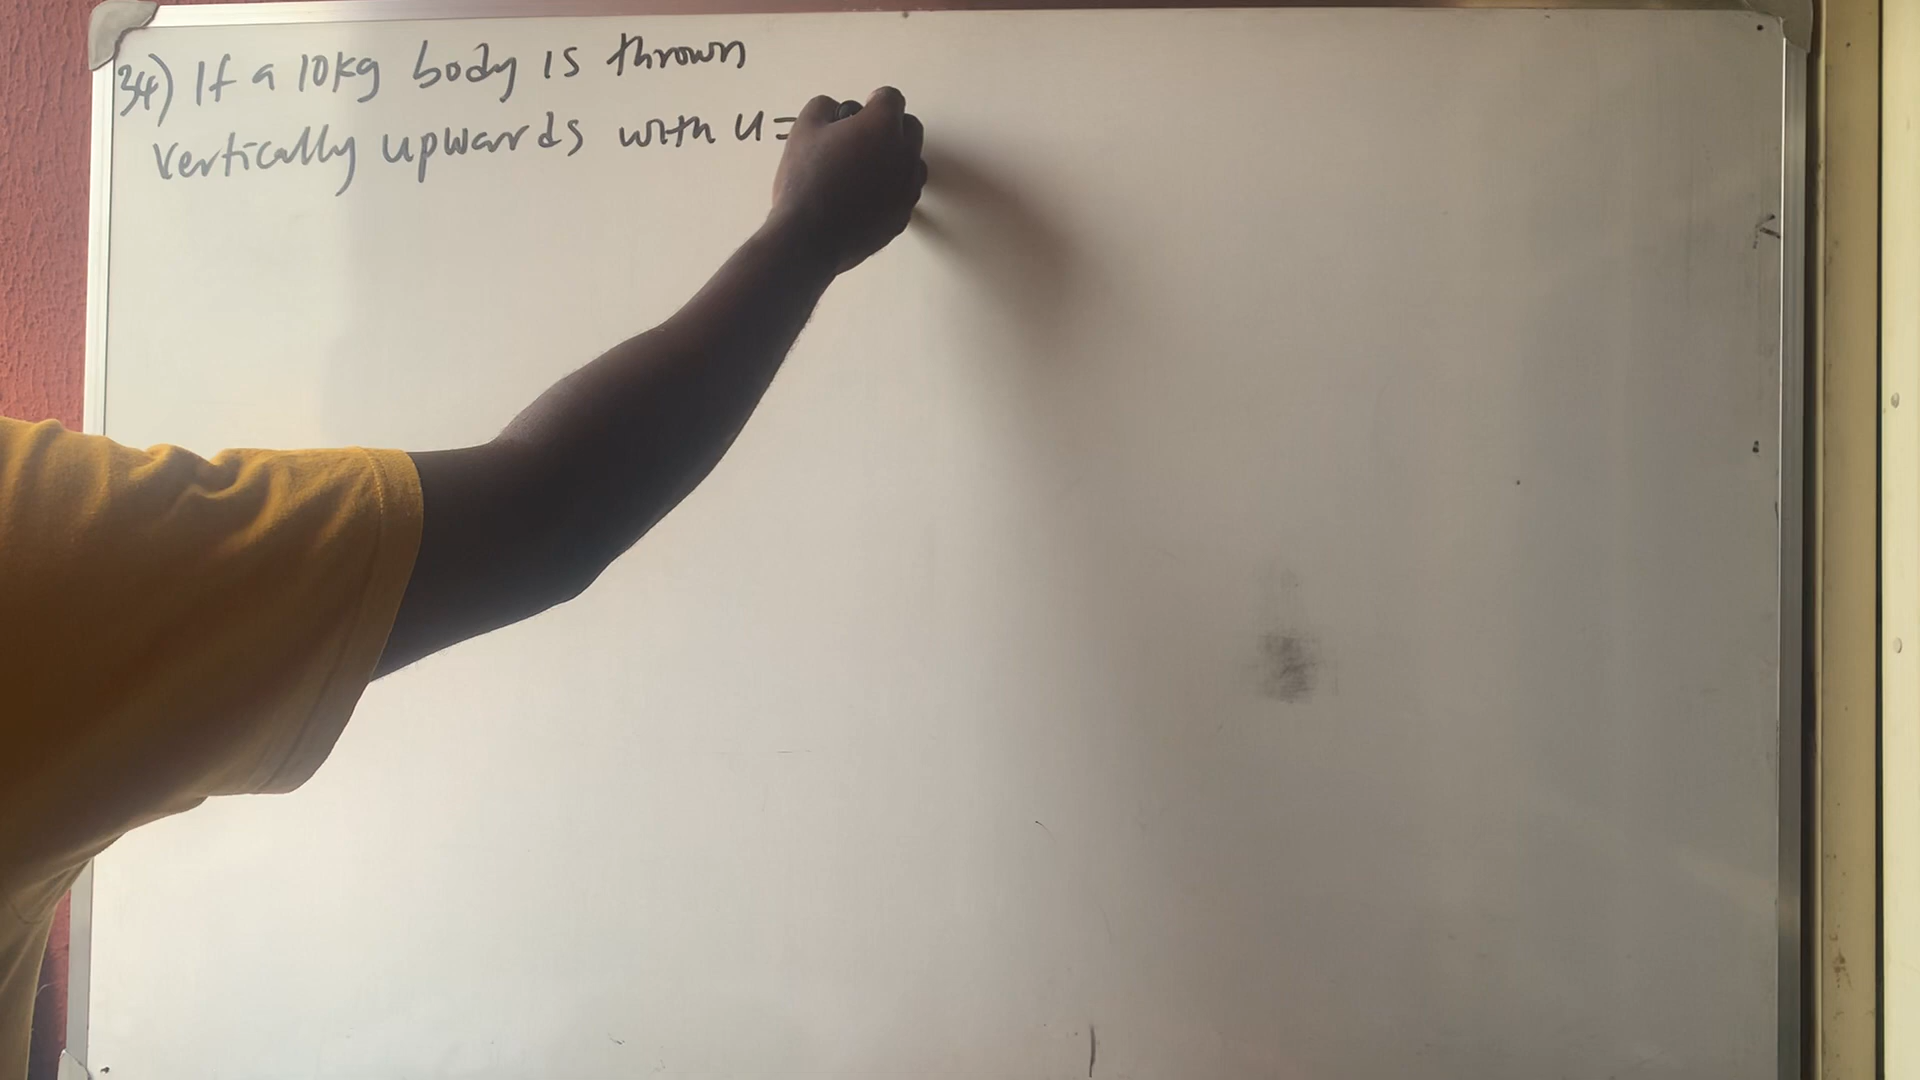 34) If a 10kg body is thrown
vertically upwards with u=